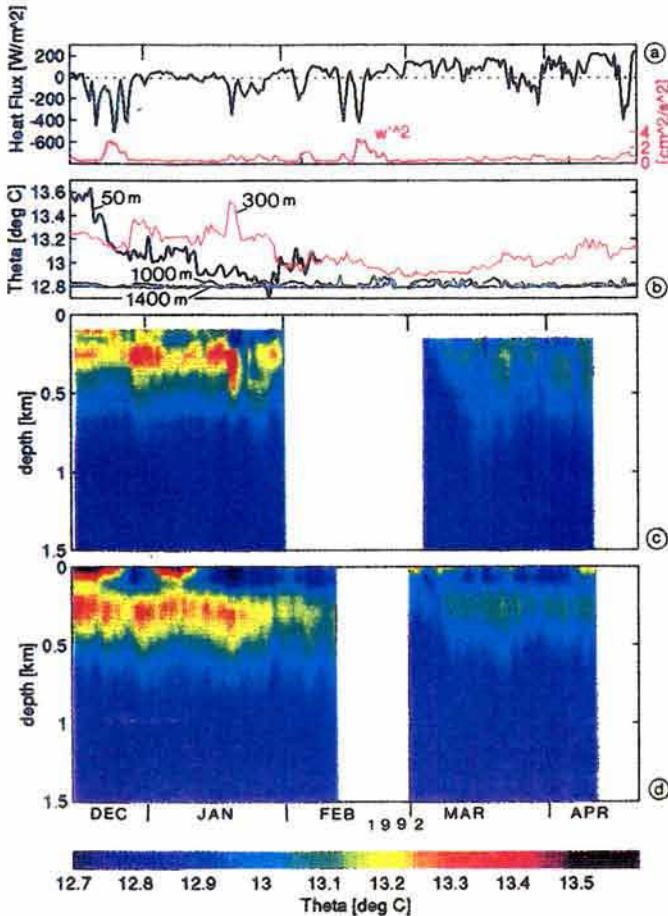 Heat Flux [W/m^2]
200
0
-200
-400
-600
w'^2
4
2
0
[cm^2/s^2]
a
Theta [deg C]
13.6
13.4
13.2
13
12.8
50 m
300 m
1000 m
1400 m
b
depth [km]
0
0.5
1
1.5
c
depth [km]
0
0.5
1
1.5
d
DEC JAN FEB MAR APR
1992
12.7 12.8 12.9 13 13.1 13.2 13.3 13.4 13.5
Theta [deg C]